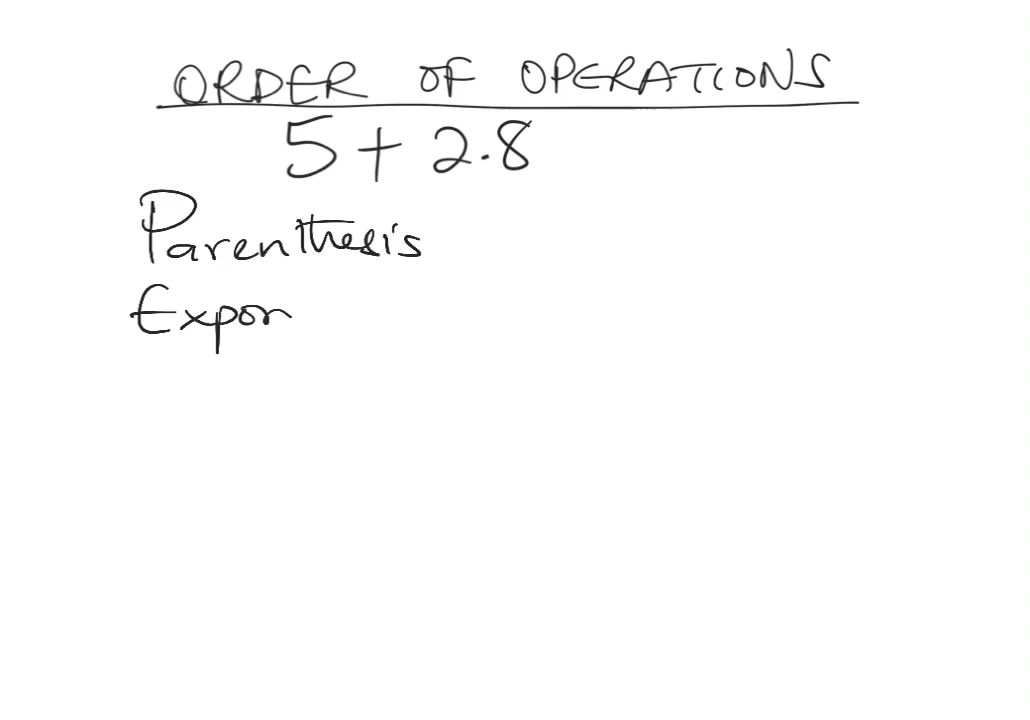 ORDER OF OPERATIONS
5 + 2.8
Parenthesis
Expon